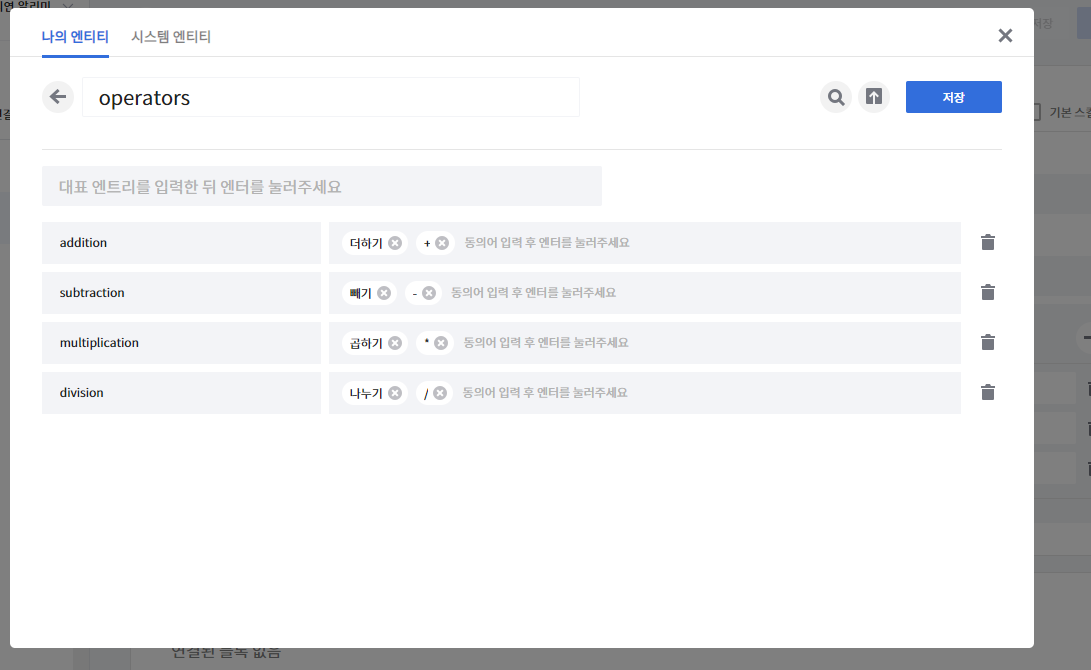 나의 엔티티 시스템 엔티티
저장
operators
저장
기본 스
대표 엔트리를 입력한 뒤 엔터를 눌러주세요
addition 더하기 + 동의어 입력 후 엔터를 눌러주세요
subtraction 빼기 - 동의어 입력 후 엔터를 눌러주세요
multiplication 곱하기 * 동의어 입력 후 엔터를 눌러주세요
division 나누기 / 동의어 입력 후 엔터를 눌러주세요
연결된 블록 없음